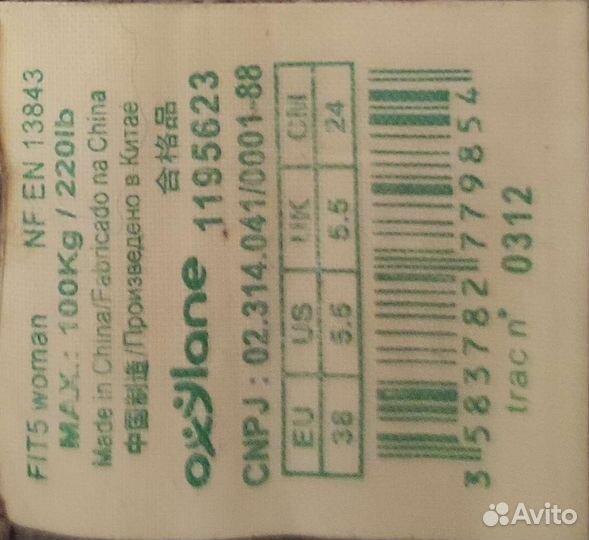 FIT5 woman NF EN 13843
MAX.: 100Kg / 220lb
Made in China/Fabricado na China
中国制造/Произведено в Китае
合格品
oxylane 1195623
CNPJ : 02.314.041/0001-88
EU US UK CM
38 5.5 5.5 24
3 583782 779854
trac n° 0312
Avito